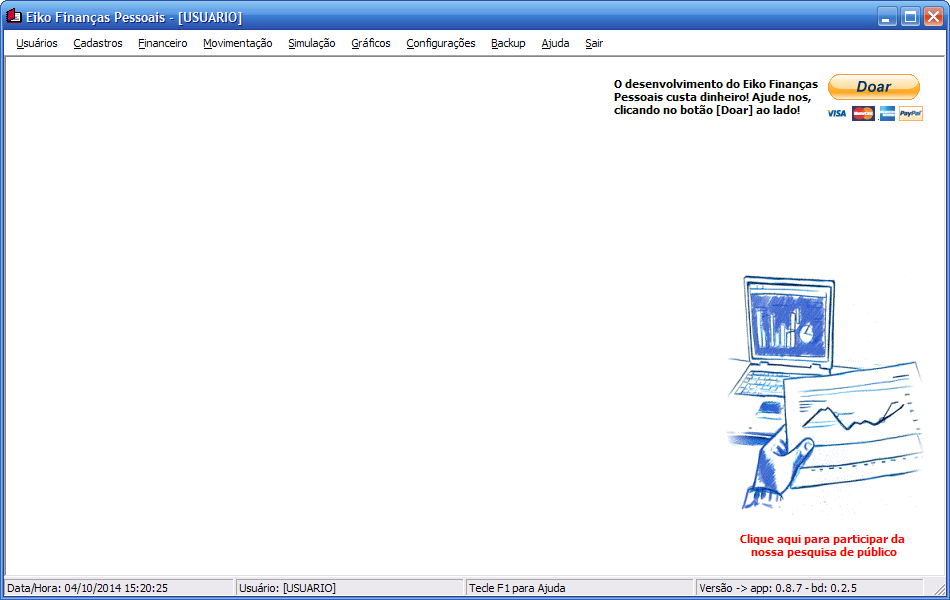 Eiko Finanças Pessoais - [USUARIO]
Usuários Cadastros Financeiro Movimentação Simulação Gráficos Configurações Backup Ajuda Sair
O desenvolvimento do Eiko Finanças
Pessoais custa dinheiro! Ajude nos,
clicando no botão [Doar] ao lado!
Doar
VISA MasterCard PayPal
Clique aqui para participar da
nossa pesquisa de público
Data/Hora: 04/10/2014 15:20:25 Usuário: [USUARIO] Tecle F1 para Ajuda Versão -> app: 0.8.7 - bd: 0.2.5